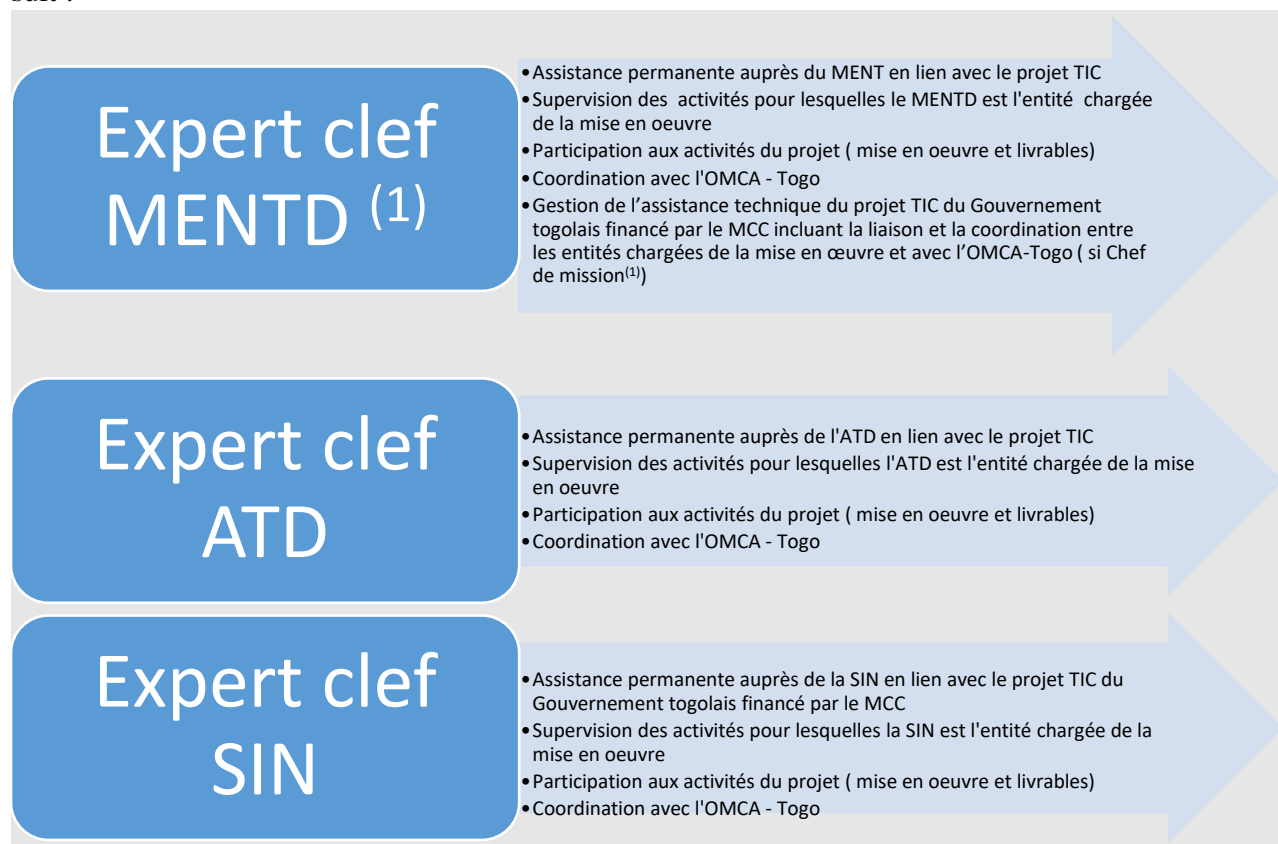 Expert clef
MENTD (1)
•Assistance permanente auprès du MENT en lien avec le projet TIC
•Supervision des activités pour lesquelles le MENTD est l'entité chargée
de la mise en oeuvre
•Participation aux activités du projet ( mise en oeuvre et livrables)
•Coordination avec l'OMCA - Togo
•Gestion de l’assistance technique du projet TIC du Gouvernement
togolais financé par le MCC incluant la liaison et la coordination entre
les entités chargées de la mise en œuvre et avec l’OMCA-Togo ( si Chef
de mission(1))
Expert clef
ATD
•Assistance permanente auprès de l'ATD en lien avec le projet TIC
•Supervision des activités pour lesquelles l'ATD est l'entité chargée de la mise
en oeuvre
•Participation aux activités du projet ( mise en oeuvre et livrables)
•Coordination avec l'OMCA - Togo
Expert clef
SIN
•Assistance permanente auprès de la SIN en lien avec le projet TIC du
Gouvernement togolais financé par le MCC
•Supervision des activités pour lesquelles la SIN est l'entité chargée de la
mise en oeuvre
•Participation aux activités du projet ( mise en oeuvre et livrables)
•Coordination avec l'OMCA - Togo